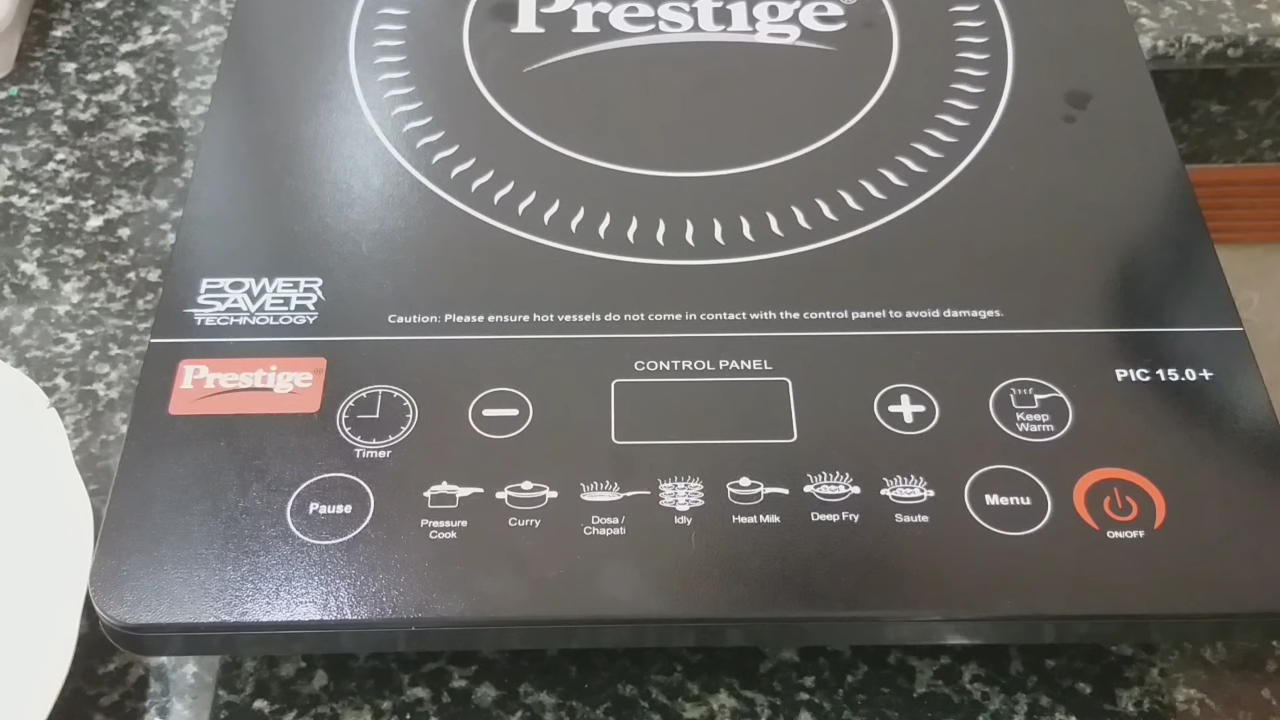 Prestige®
POWER
SAVER
TECHNOLOGY
Caution: Please ensure hot vessels do not come in contact with the control panel to avoid damages.
Prestige
CONTROL PANEL
PIC 15.0+
Timer
Keep
Warm
Pause
Pressure
Cook
Curry
Dosa /
Chapati
Idly
Heat Milk
Deep Fry
Saute
Menu
ON/OFF